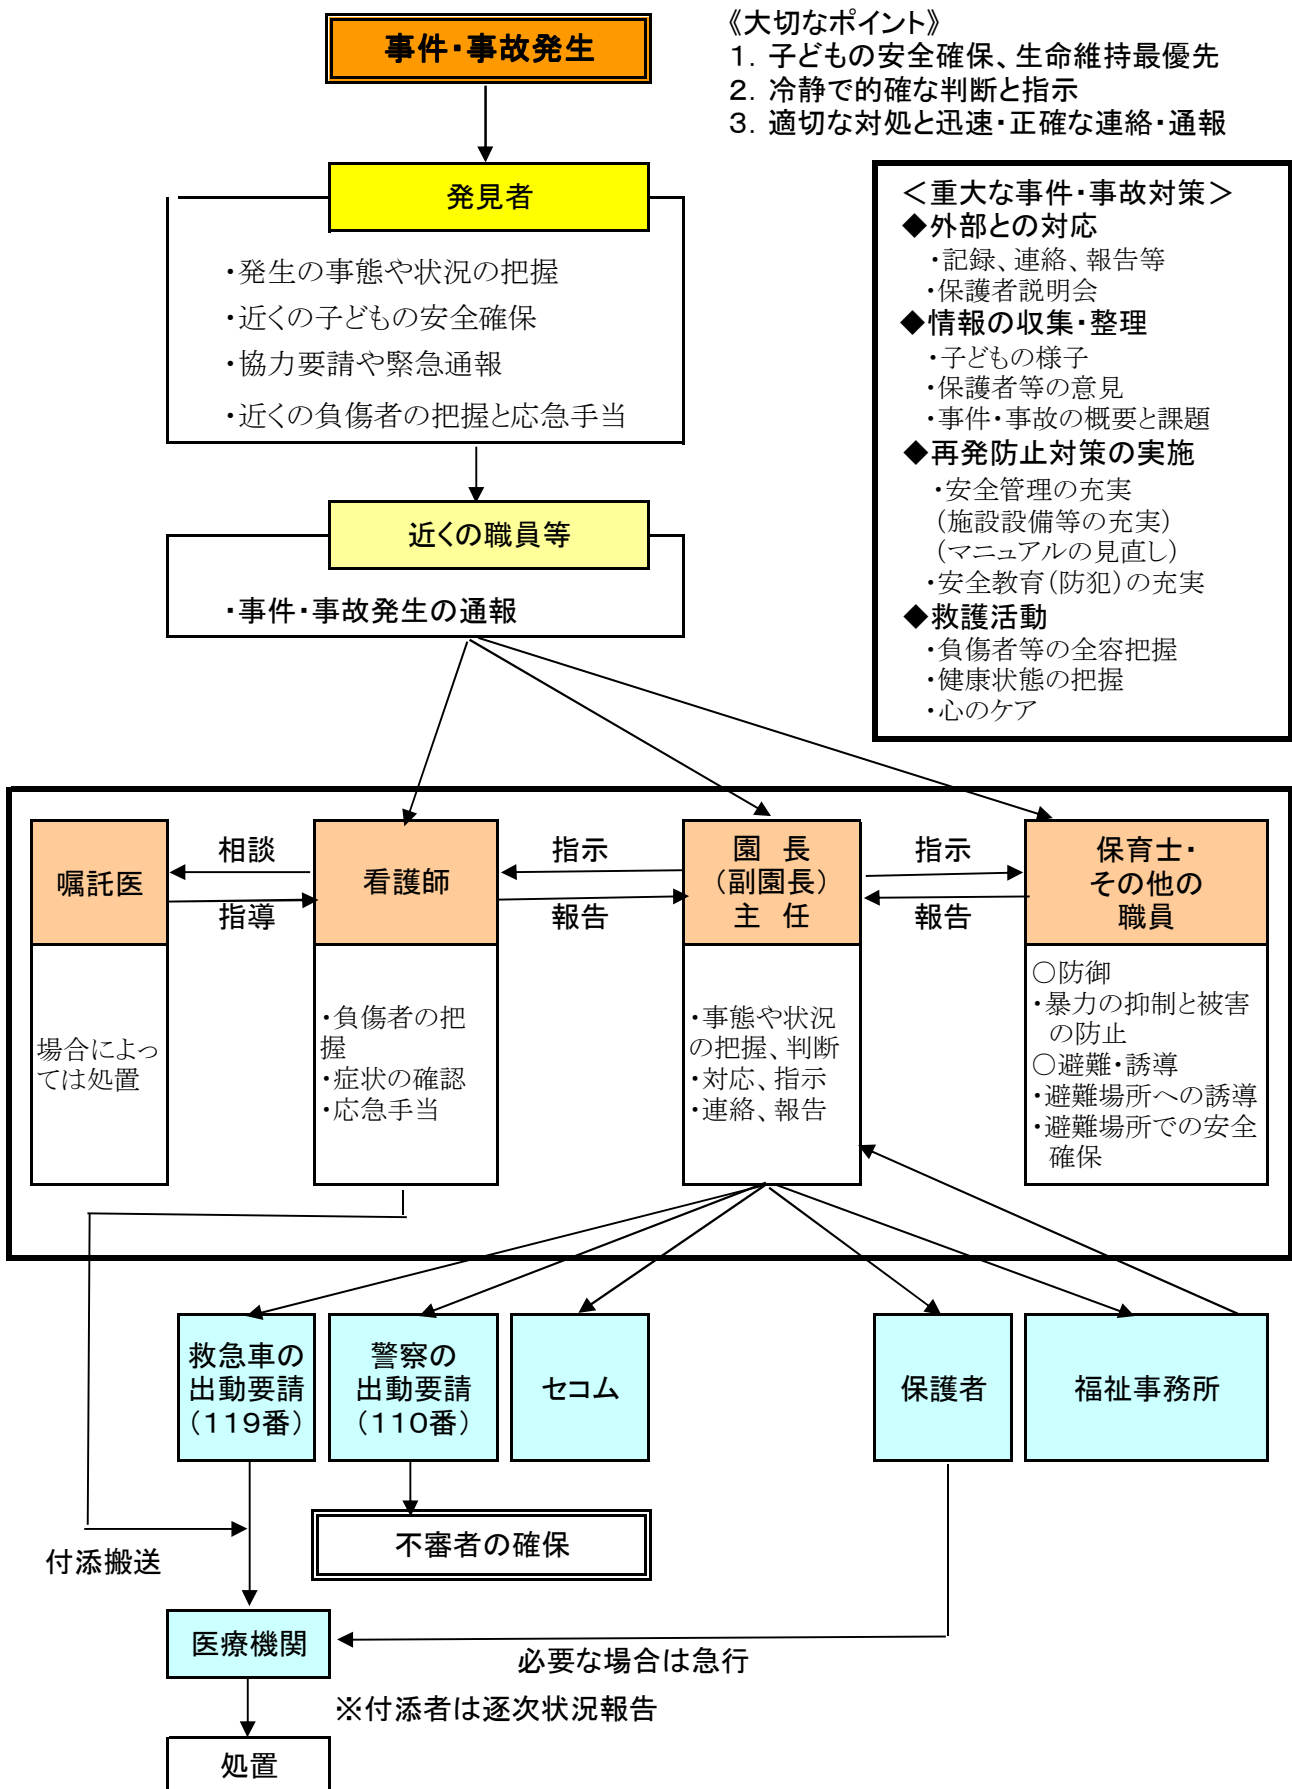 事件・事故発生
《大切なポイント》
1．子どもの安全確保、生命維持最優先
2．冷静で的確な判断と指示
3．適切な対処と迅速・正確な連絡・通報
発見者
・発生の事態や状況の把握
・近くの子どもの安全確保
・協力要請や緊急通報
・近くの負傷者の把握と応急手当
＜重大な事件・事故対策＞
◆外部との対応
・記録、連絡、報告等
・保護者説明会
◆情報の収集・整理
・子どもの様子
・保護者等の意見
・事件・事故の概要と課題
◆再発防止対策の実施
・安全管理の充実
（施設設備等の充実）
（マニュアルの見直し）
・安全教育（防犯）の充実
◆救護活動
・負傷者等の全容把握
・健康状態の把握
・心のケア
近くの職員等
・事件・事故発生の通報
嘱託医
相談
指導
看護師
指示
報告
園　長
（副園長）
主　任
指示
報告
保育士・
その他の
職員
場合によっ
ては処置
・負傷者の把
握
・症状の確認
・応急手当
・事態や状況
の把握、判断
・対応、指示
・連絡、報告
○防御
・暴力の抑制と被害
の防止
○避難・誘導
・避難場所への誘導
・避難場所での安全
確保
救急車の
出動要請
（119番）
警察の
出動要請
（110番）
セコム
保護者
福祉事務所
不審者の確保
付添搬送
医療機関
必要な場合は急行
※付添者は逐次状況報告
処置